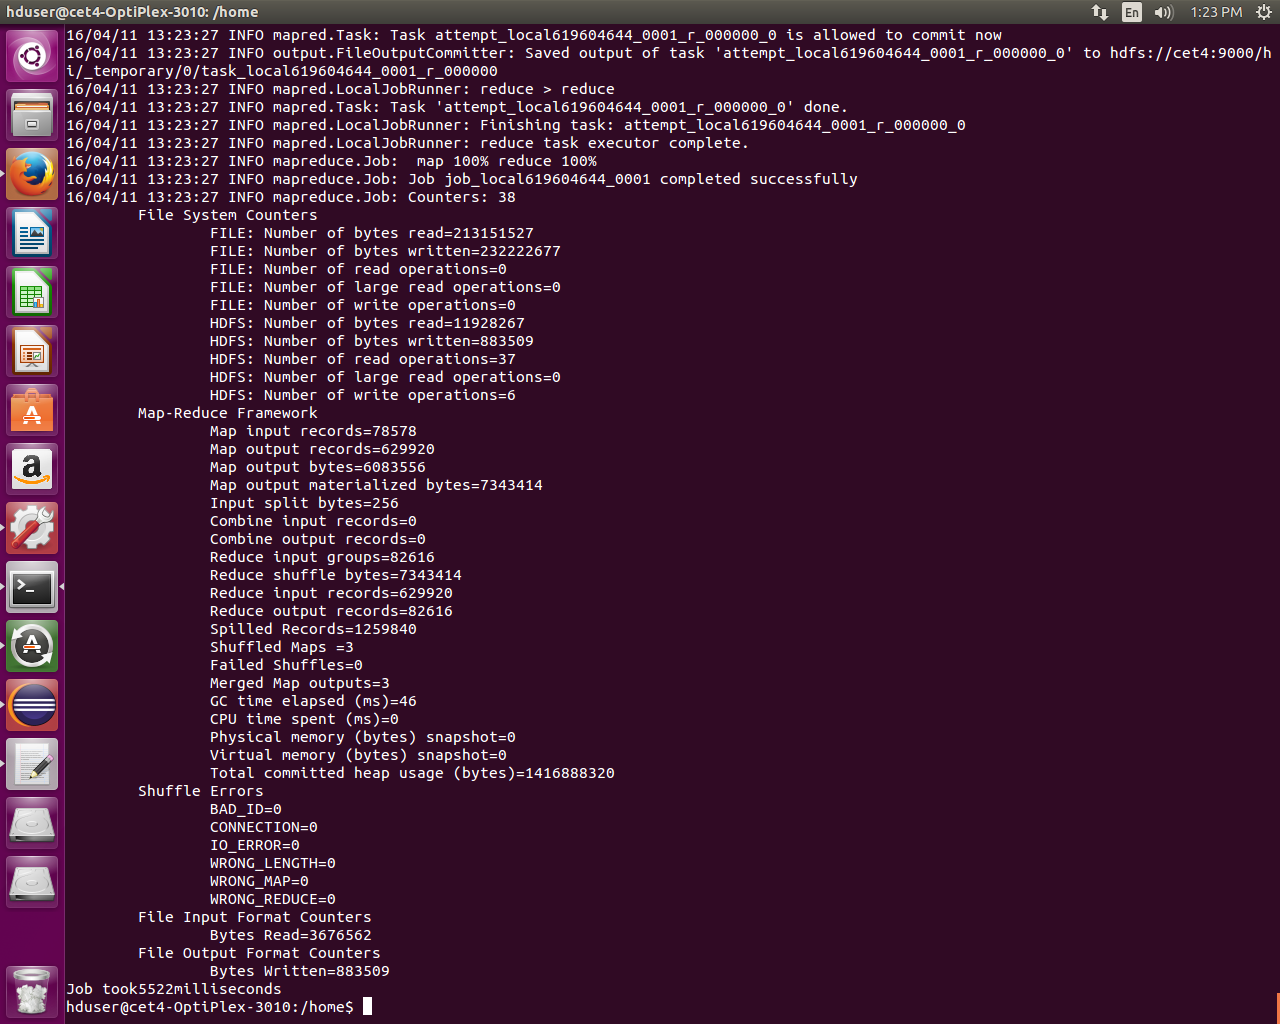 hduser@cet4-OptiPlex-3010: /home
En
1:23 PM
16/04/11 13:23:27 INFO mapred.Task: Task attempt_local619604644_0001_r_000000_0 is allowed to commit now
16/04/11 13:23:27 INFO output.FileOutputCommitter: Saved output of task 'attempt_local619604644_0001_r_000000_0' to hdfs://cet4:9000/h
i/_temporary/0/task_local619604644_0001_r_000000
16/04/11 13:23:27 INFO mapred.LocalJobRunner: reduce > reduce
16/04/11 13:23:27 INFO mapred.Task: Task 'attempt_local619604644_0001_r_000000_0' done.
16/04/11 13:23:27 INFO mapred.LocalJobRunner: Finishing task: attempt_local619604644_0001_r_000000_0
16/04/11 13:23:27 INFO mapred.LocalJobRunner: reduce task executor complete.
16/04/11 13:23:27 INFO mapreduce.Job:  map 100% reduce 100%
16/04/11 13:23:27 INFO mapreduce.Job: Job job_local619604644_0001 completed successfully
16/04/11 13:23:27 INFO mapreduce.Job: Counters: 38
File System Counters
FILE: Number of bytes read=213151527
FILE: Number of bytes written=232222677
FILE: Number of read operations=0
FILE: Number of large read operations=0
FILE: Number of write operations=0
HDFS: Number of bytes read=11928267
HDFS: Number of bytes written=883509
HDFS: Number of read operations=37
HDFS: Number of large read operations=0
HDFS: Number of write operations=6
Map-Reduce Framework
Map input records=78578
Map output records=629920
Map output bytes=6083556
Map output materialized bytes=7343414
Input split bytes=256
Combine input records=0
Combine output records=0
Reduce input groups=82616
Reduce shuffle bytes=7343414
Reduce input records=629920
Reduce output records=82616
Spilled Records=1259840
Shuffled Maps =3
Failed Shuffles=0
Merged Map outputs=3
GC time elapsed (ms)=46
CPU time spent (ms)=0
Physical memory (bytes) snapshot=0
Virtual memory (bytes) snapshot=0
Total committed heap usage (bytes)=1416888320
Shuffle Errors
BAD_ID=0
CONNECTION=0
IO_ERROR=0
WRONG_LENGTH=0
WRONG_MAP=0
WRONG_REDUCE=0
File Input Format Counters
Bytes Read=3676562
File Output Format Counters
Bytes Written=883509
Job took5522milliseconds
hduser@cet4-OptiPlex-3010:/home$